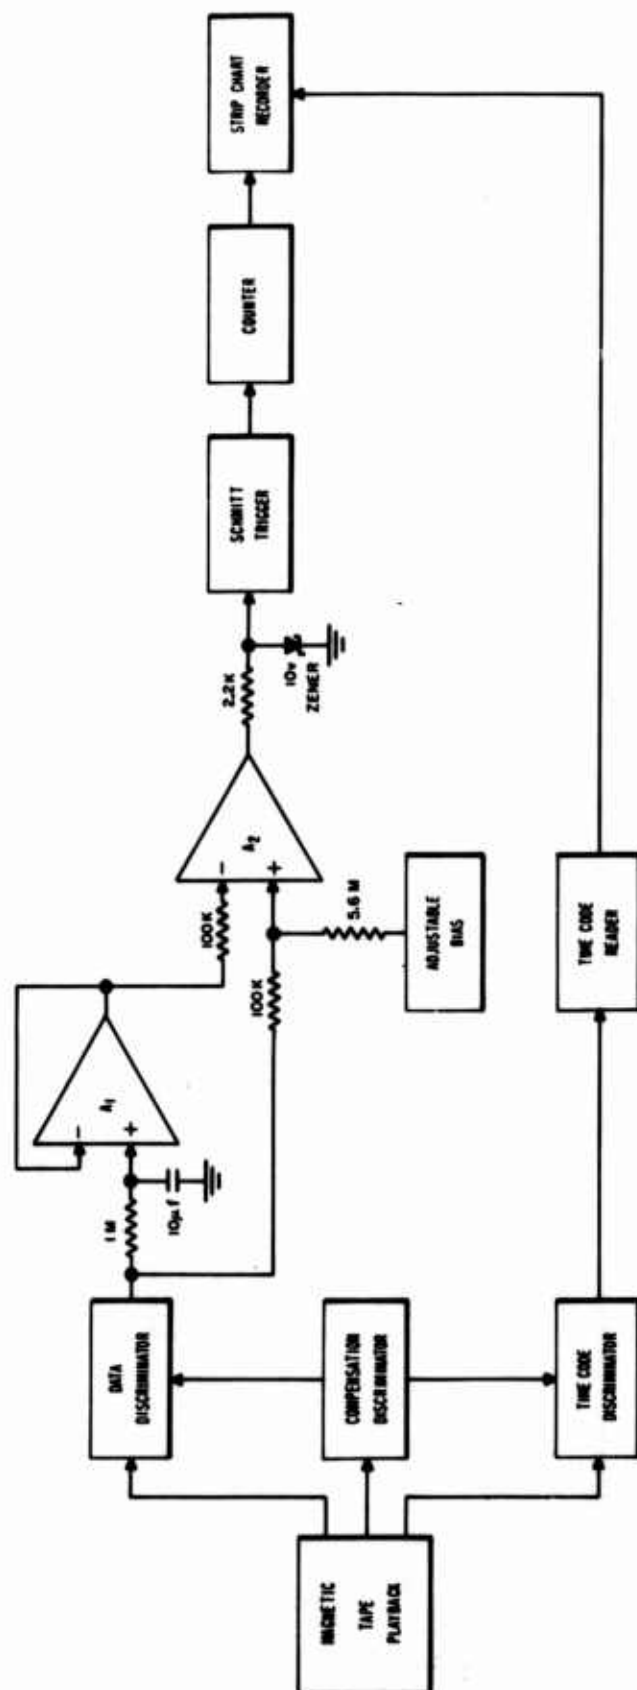 MAGNETIC
TAPE
PLAYBACK
DATA
DISCRIMINATOR
COMPENSATION
DISCRIMINATOR
TIME CODE
DISCRIMINATOR
1 M
10μf
-
+
A1
100K
100K
-
+
A2
5.6 M
ADJUSTABLE
BIAS
2.2K
10v
ZENER
SCHMITT
TRIGGER
COUNTER
STRIP CHART
RECORDER
TIME CODE
READER